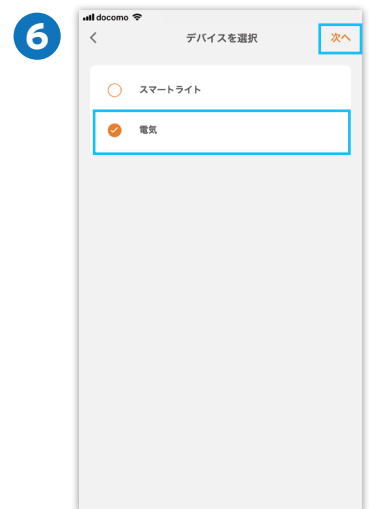 6
docomo
デバイスを選択 次へ
スマートライト
電気